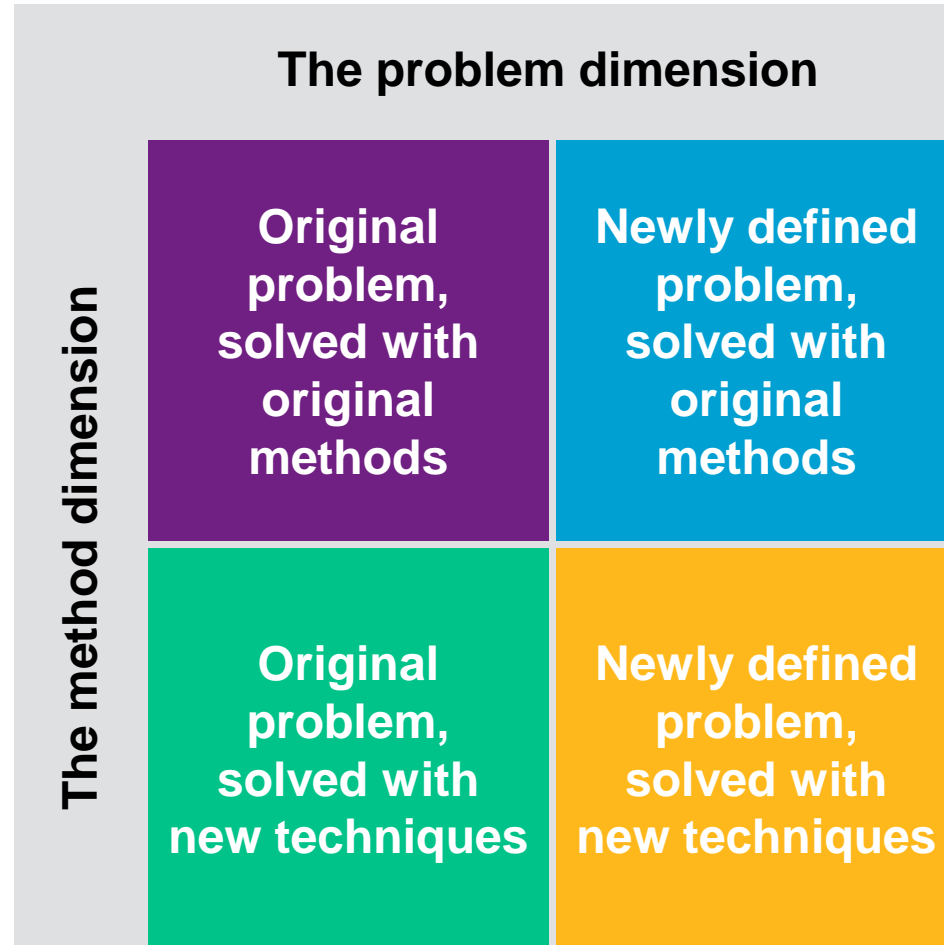 The problem dimension
The method dimension
Original
problem,
solved with
original
methods
Newly defined
problem,
solved with
original
methods
Original
problem,
solved with
new techniques
Newly defined
problem,
solved with
new techniques